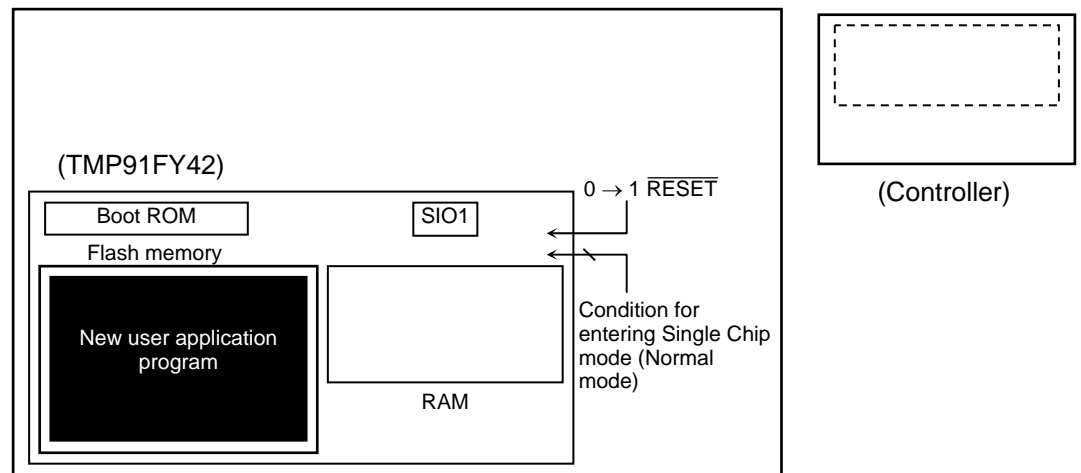 (TMP91FY42)
0 → 1 RESET
Boot ROM
SIO1
Flash memory
New user application
program
RAM
Condition for
entering Single Chip
mode (Normal
mode)
(Controller)